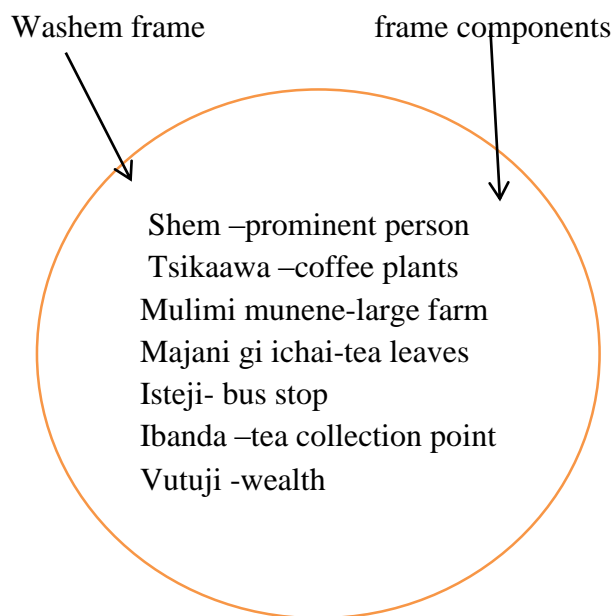 Washem frame frame components
Shem –prominent person
Tsikaawa –coffee plants
Mulimi munene-large farm
Majani gi ichai-tea leaves
Isteji- bus stop
Ibanda –tea collection point
Vutuji -wealth